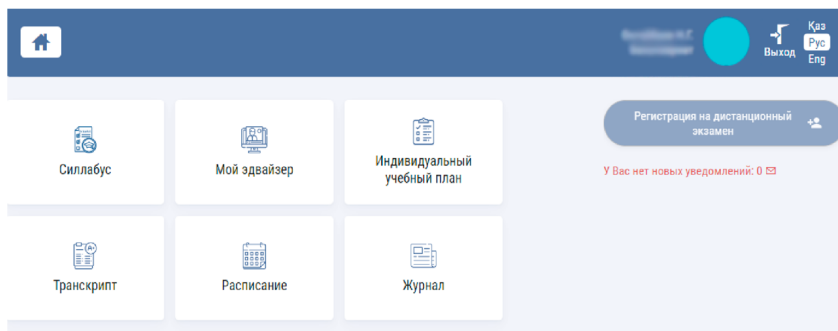 Выход
Қаз
Рус
Eng
Силлабус
Мой эдвайзер
Индивидуальный
учебный план
Регистрация на дистанционный
экзамен
У Вас нет новых уведомлений: 0
Транскрипт
Расписание
Журнал